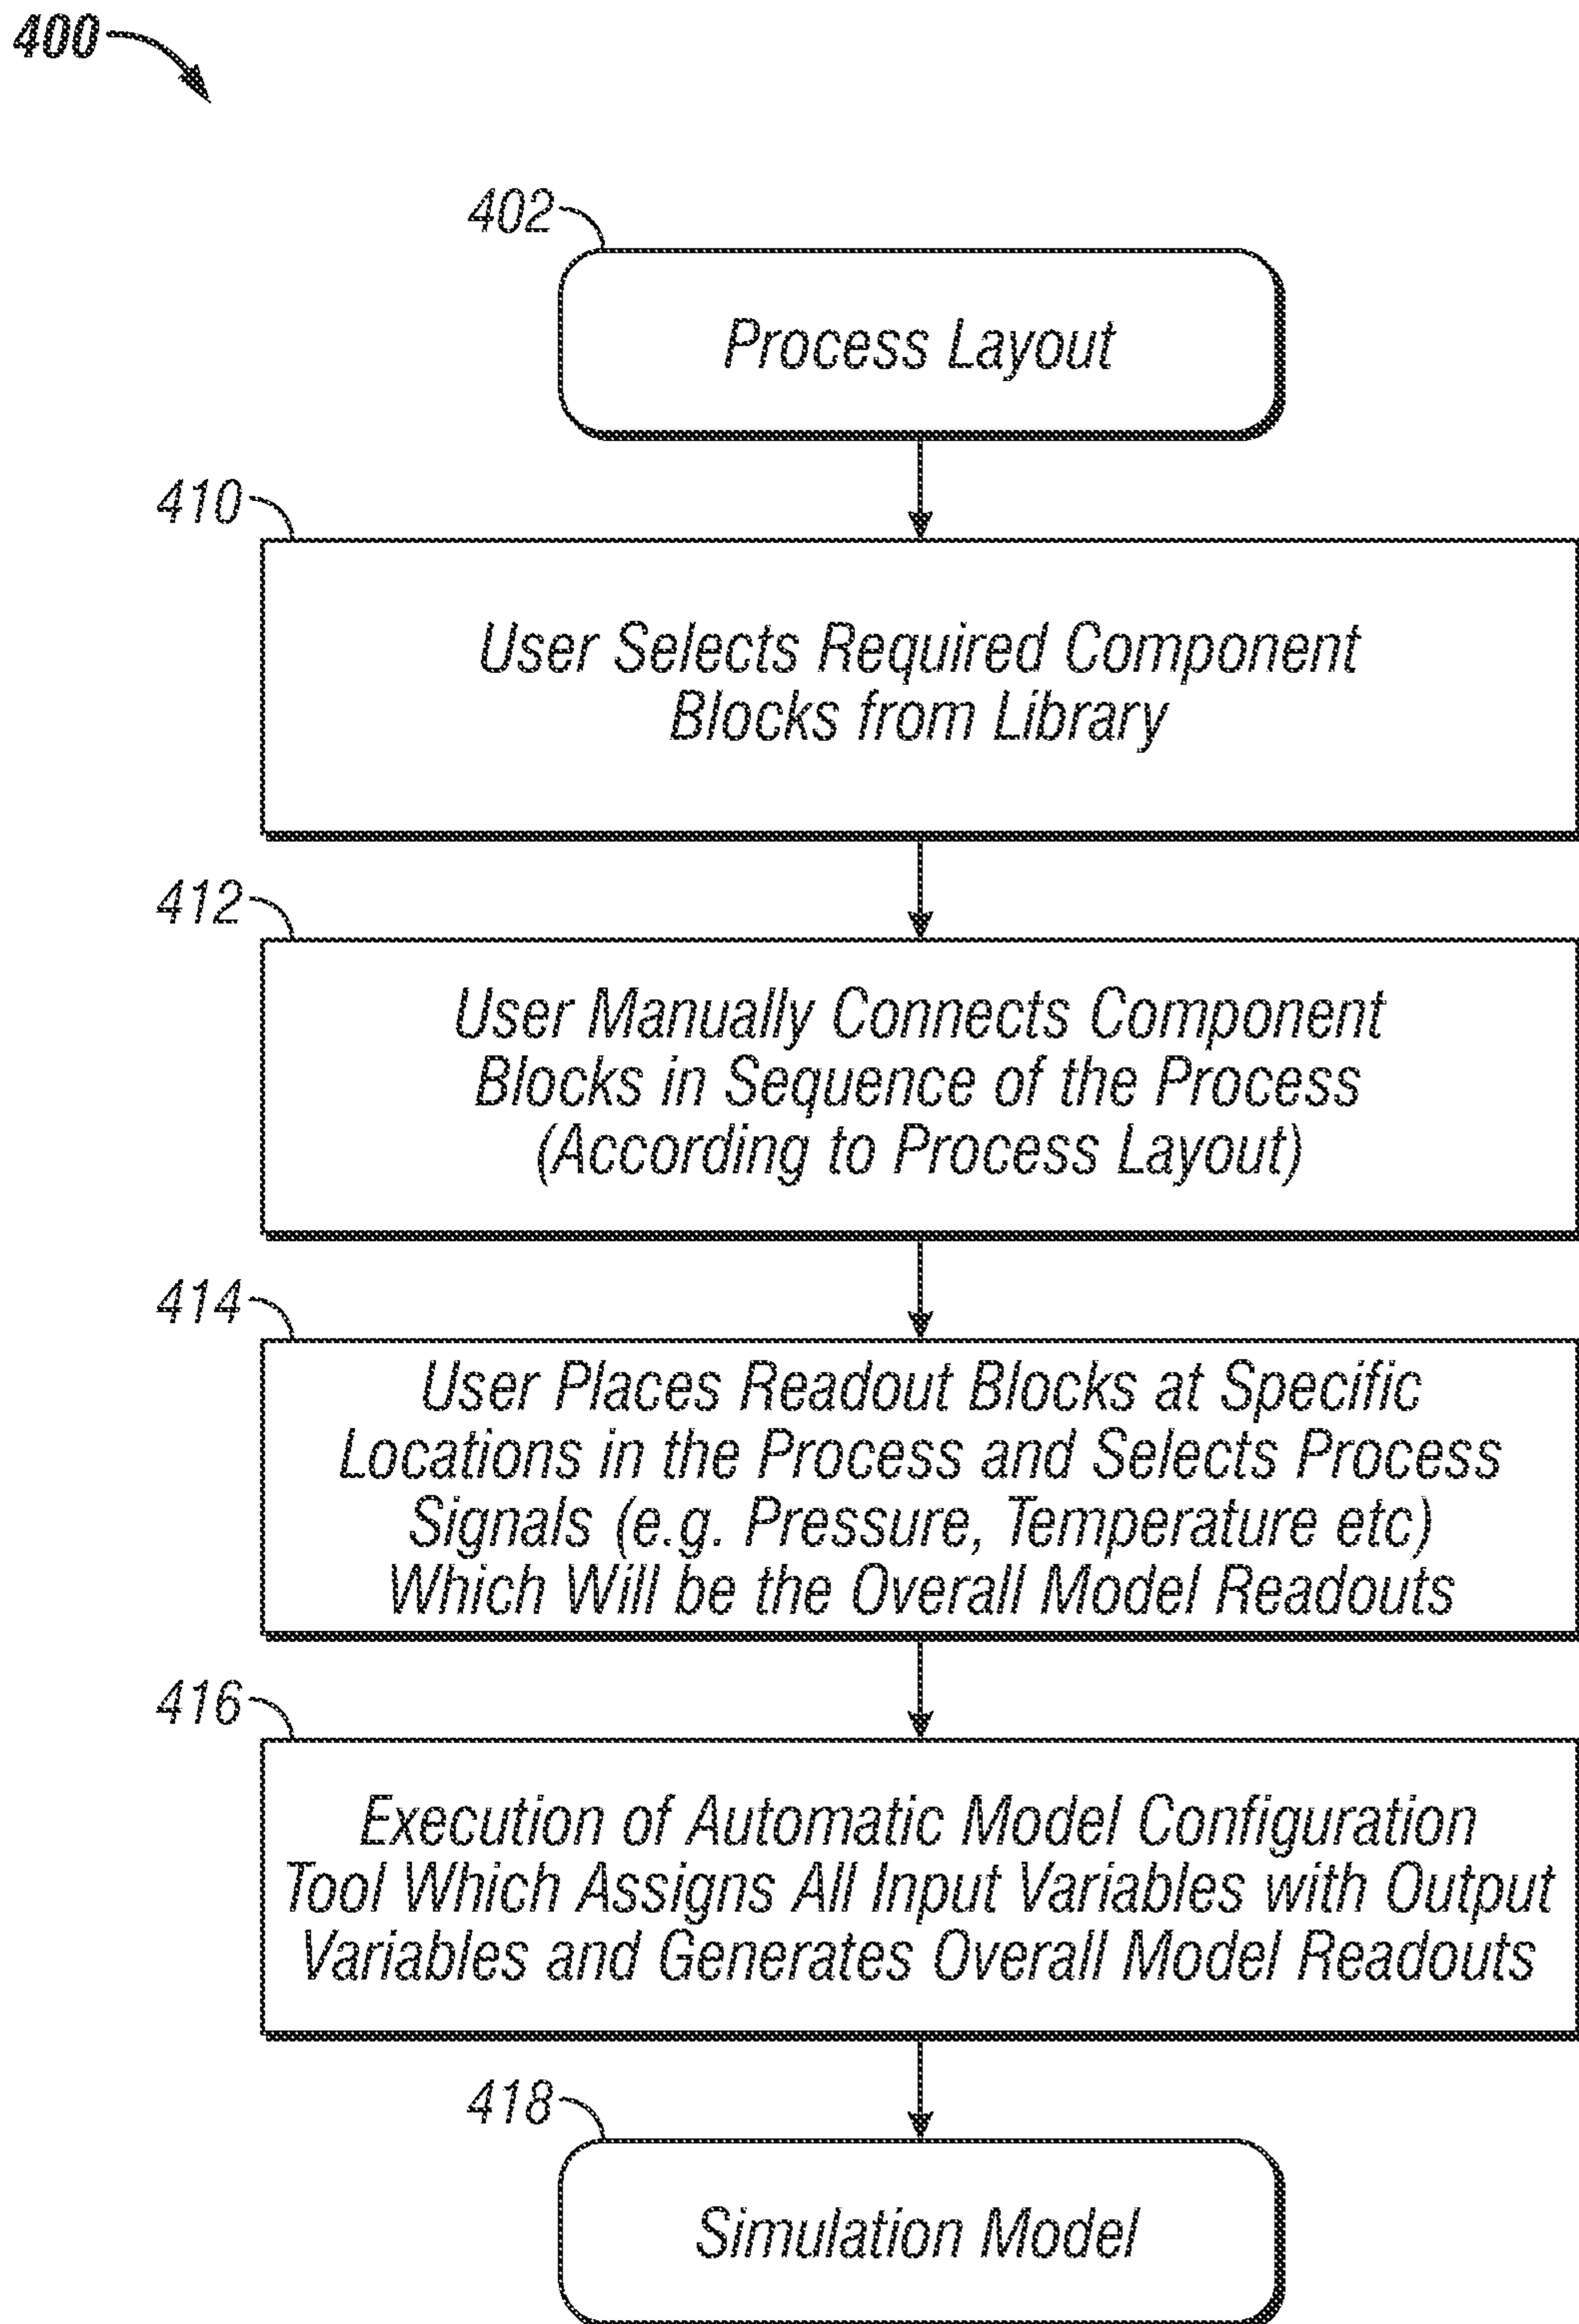 400
402
Process Layout
410
User Selects Required Component
Blocks from Library
412
User Manually Connects Component
Blocks in Sequence of the Process
(According to Process Layout)
414
User Places Readout Blocks at Specific
Locations in the Process and Selects Process
Signals (e.g. Pressure, Temperature etc)
Which Will be the Overall Model Readouts
416
Execution of Automatic Model Configuration
Tool Which Assigns All Input Variables with Output
Variables and Generates Overall Model Readouts
418
Simulation Model